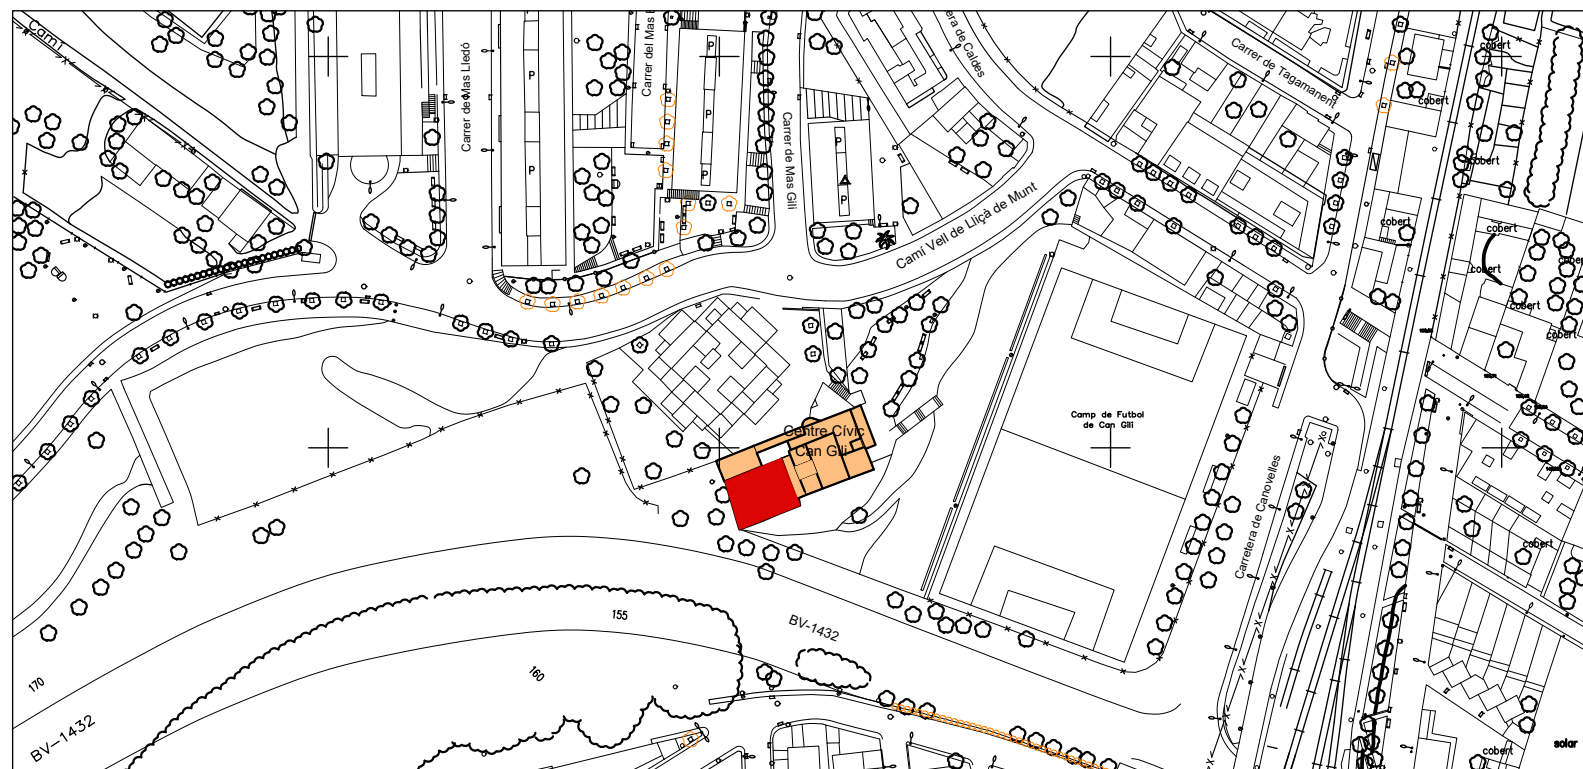 Camí
Carrer de Mas Lledó
Carrer del Mas
P
P
P
P
P
P
Carrer de Mas Gili
era de Caldes
Carrer de Tagamanent
cobert
cobert
cobert
cobert
cobert
cober
cobert
cobert
cobert
Camí Vell de Lliçà de Munt
Camp de Futbol
de Can Gili
Centre Cívic
Can Gili
Carretera de Canovelles
cobert
155
160
170
BV-1432
BV-1432
cobert
solar